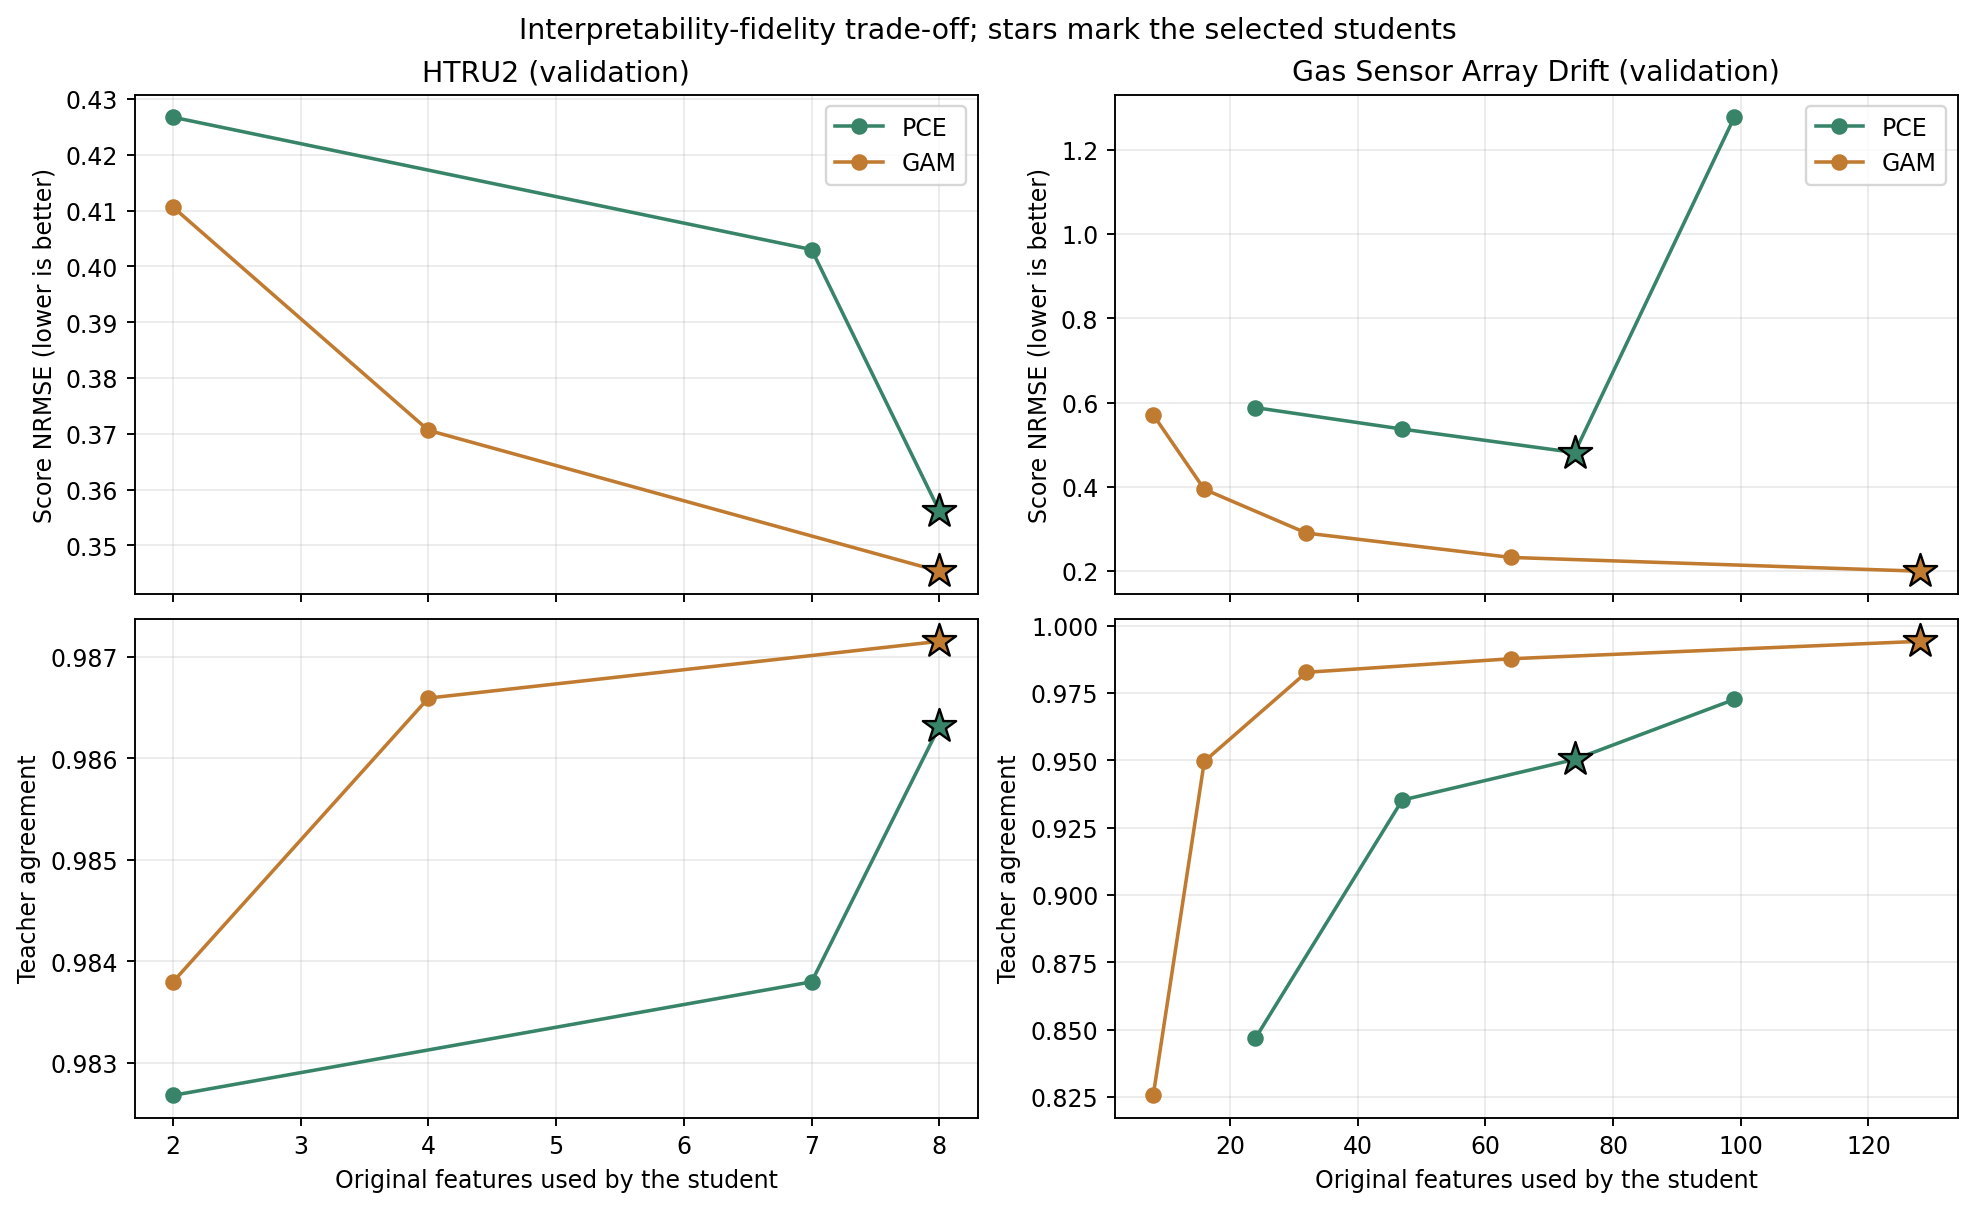 Interpretability-fidelity trade-off; stars mark the selected students
HTRU2 (validation)
Score NRMSE (lower is better)
0.43
0.42
0.41
0.40
0.39
0.38
0.37
0.36
0.35
PCE
GAM
Gas Sensor Array Drift (validation)
Score NRMSE (lower is better)
1.2
1.0
0.8
0.6
0.4
0.2
PCE
GAM
Teacher agreement
0.987
0.986
0.985
0.984
0.983
2 3 4 5 6 7 8
Original features used by the student
Teacher agreement
1.000
0.975
0.950
0.925
0.900
0.875
0.850
0.825
20 40 60 80 100 120
Original features used by the student